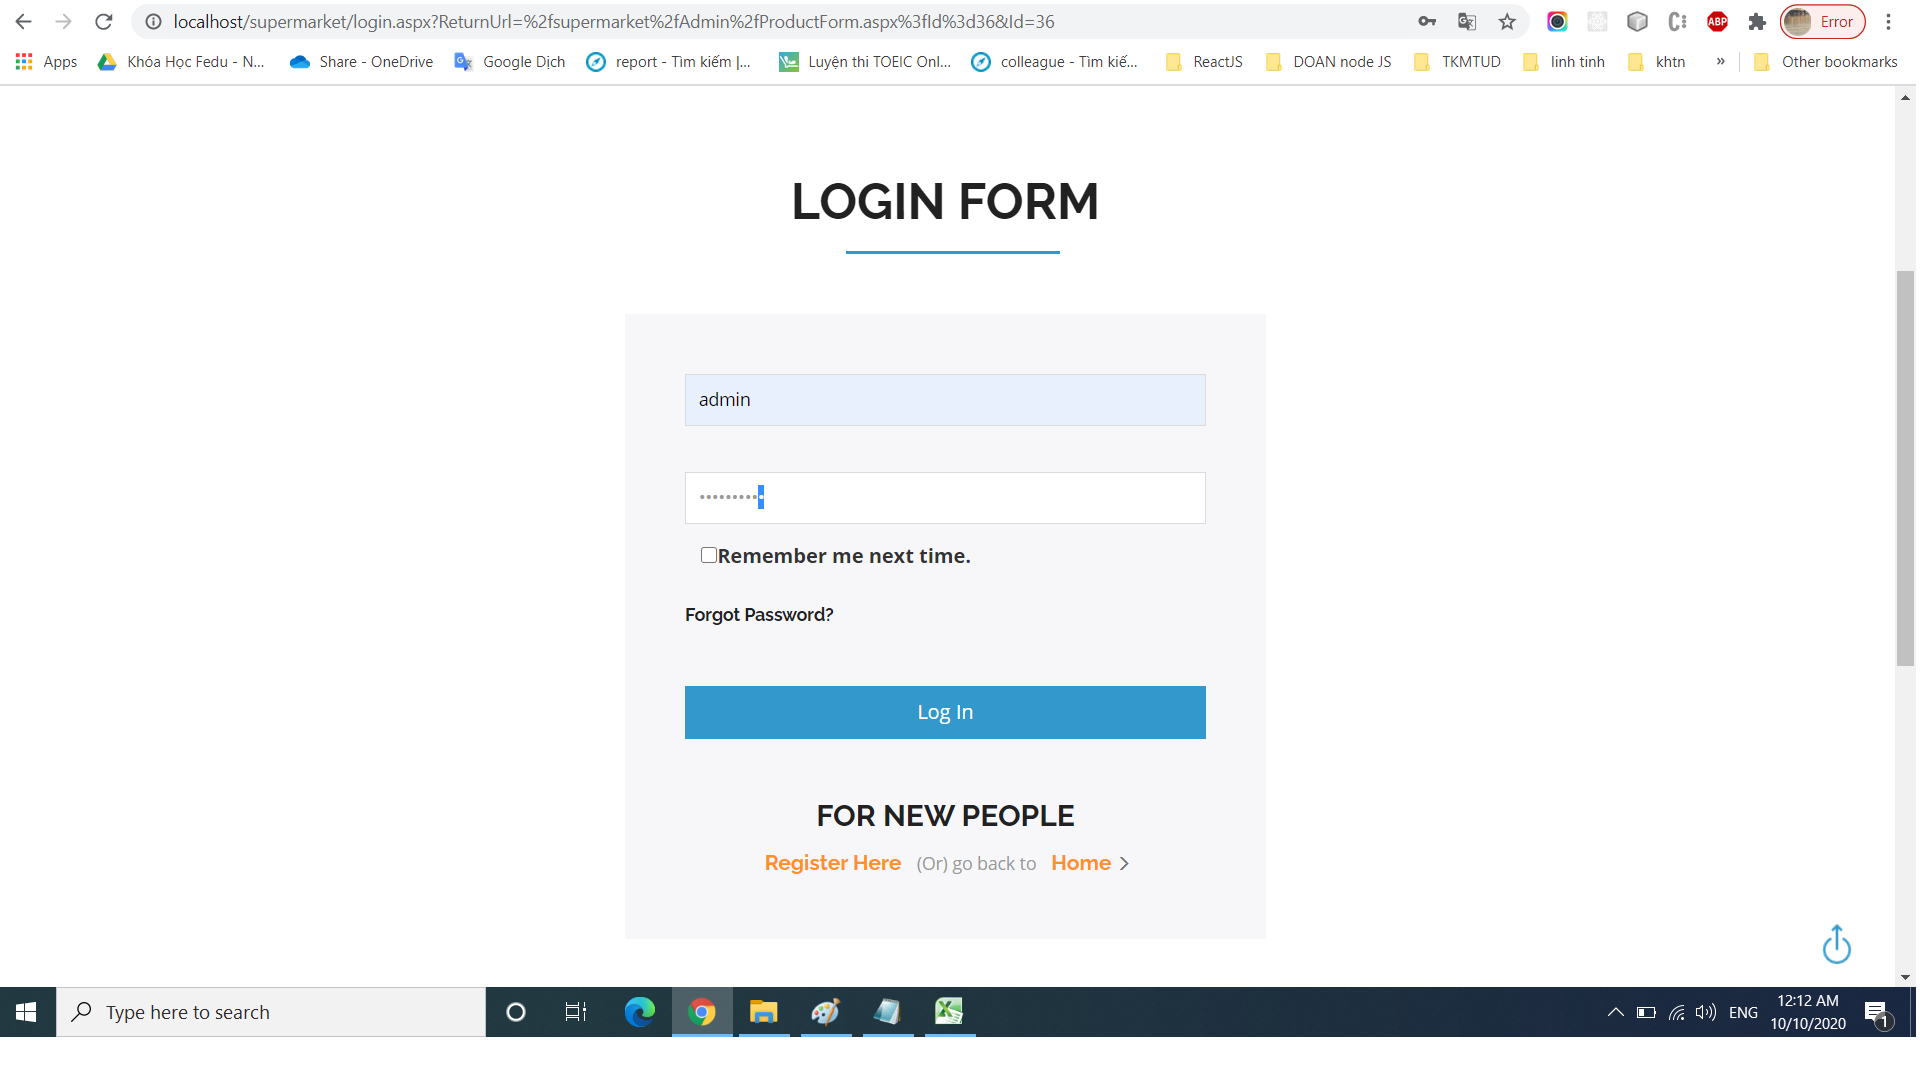 localhost/supermarket/login.aspx?ReturnUrl=%2fsupermarket%2fAdmin%2fProductForm.aspx%3fId%3d36&Id=36
ABP
Error
Apps
Khóa Học Fedu - N...
Share - OneDrive
Google Dịch
report - Tìm kiếm |...
Luyện thi TOEIC Onl...
colleague - Tìm kiế...
ReactJS
DOAN node JS
TKMTUD
linh tinh
khtn
»
Other bookmarks
LOGIN FORM
admin
••••••••••
Remember me next time.
Forgot Password?
Log In
FOR NEW PEOPLE
Register Here (Or) go back to Home >
Type here to search
ENG
12:12 AM
10/10/2020
1